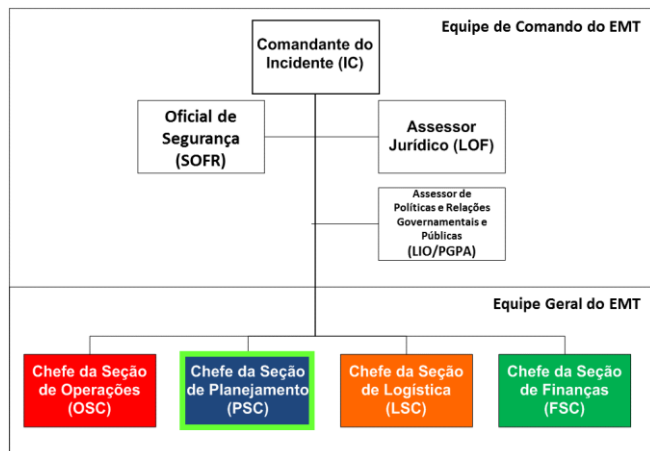 Equipe de Comando do EMT
Comandante do
Incidente (IC)
Oficial de
Segurança
(SOFR)
Assessor
Jurídico (LOF)
Assessor de
Políticas e Relações
Governamentais e
Públicas
(LIO/PGPA)
Equipe Geral do EMT
Chefe da Seção
de Operações
(OSC)
Chefe da Seção
de Planejamento
(PSC)
Chefe da Seção
de Logística
(LSC)
Chefe da Seção
de Finanças
(FSC)